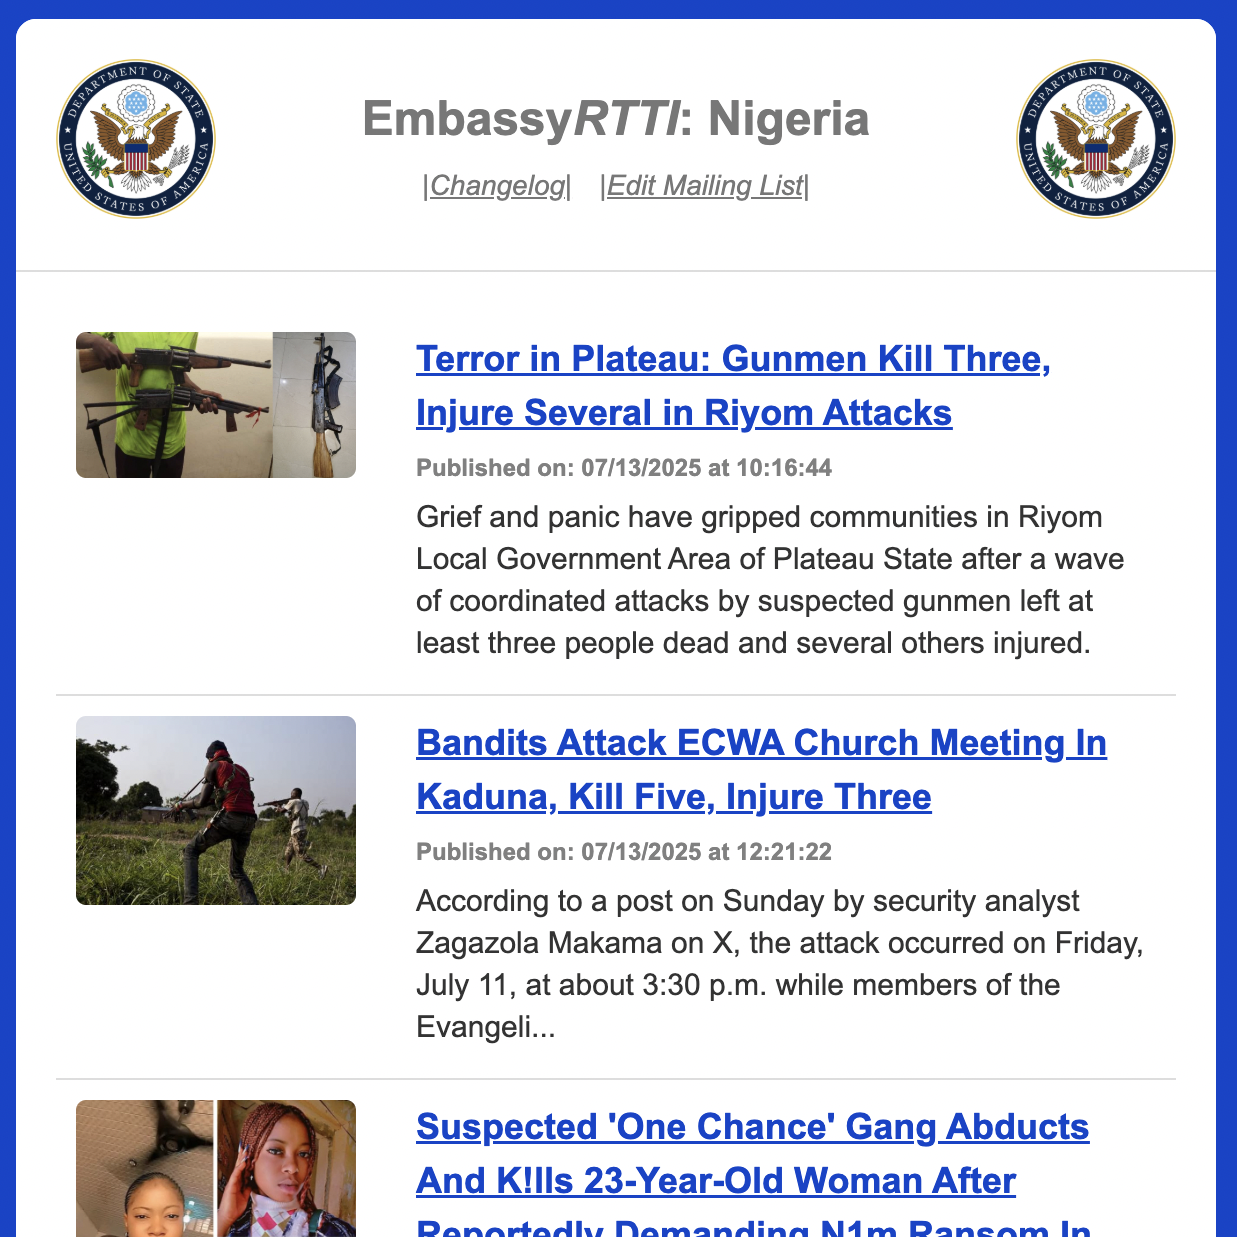 DEPARTMENT OF STATE
UNITED STATES OF AMERICA
EmbassyRTTI: Nigeria
|Changelog| |Edit Mailing List|
DEPARTMENT OF STATE
UNITED STATES OF AMERICA
Terror in Plateau: Gunmen Kill Three,
Injure Several in Riyom Attacks
Published on: 07/13/2025 at 10:16:44
Grief and panic have gripped communities in Riyom
Local Government Area of Plateau State after a wave
of coordinated attacks by suspected gunmen left at
least three people dead and several others injured.
Bandits Attack ECWA Church Meeting In
Kaduna, Kill Five, Injure Three
Published on: 07/13/2025 at 12:21:22
According to a post on Sunday by security analyst
Zagazola Makama on X, the attack occurred on Friday,
July 11, at about 3:30 p.m. while members of the
Evangeli...
Suspected 'One Chance' Gang Abducts
And K!lls 23-Year-Old Woman After
Reportedly Demanding N1m Ransom In